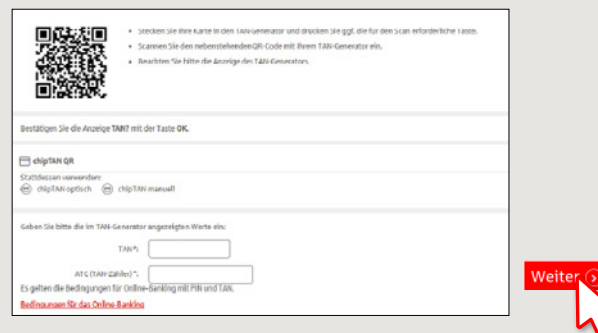 Stecken Sie Ihre Karte in den TAN-Generator und drücken Sie ggf. die für den Scan erforderliche Taste.
Scannen Sie den nebenstehenden QR-Code mit Ihrem TAN-Generator ein.
Beachten Sie bitte die Anzeige des TAN-Generators.
Bestätigen Sie die Anzeige TAN? mit der Taste OK.
chipTAN QR
Stattdessen verwenden:
chipTAN optisch chipTAN manuell
Geben Sie bitte die im TAN-Generator angezeigten Werte ein:
TAN*:
ATC (TAN-Zähler) *:
Es gelten die Bedingungen für Online-Banking mit PIN und TAN.
Bedingungen für das Online-Banking
Weiter